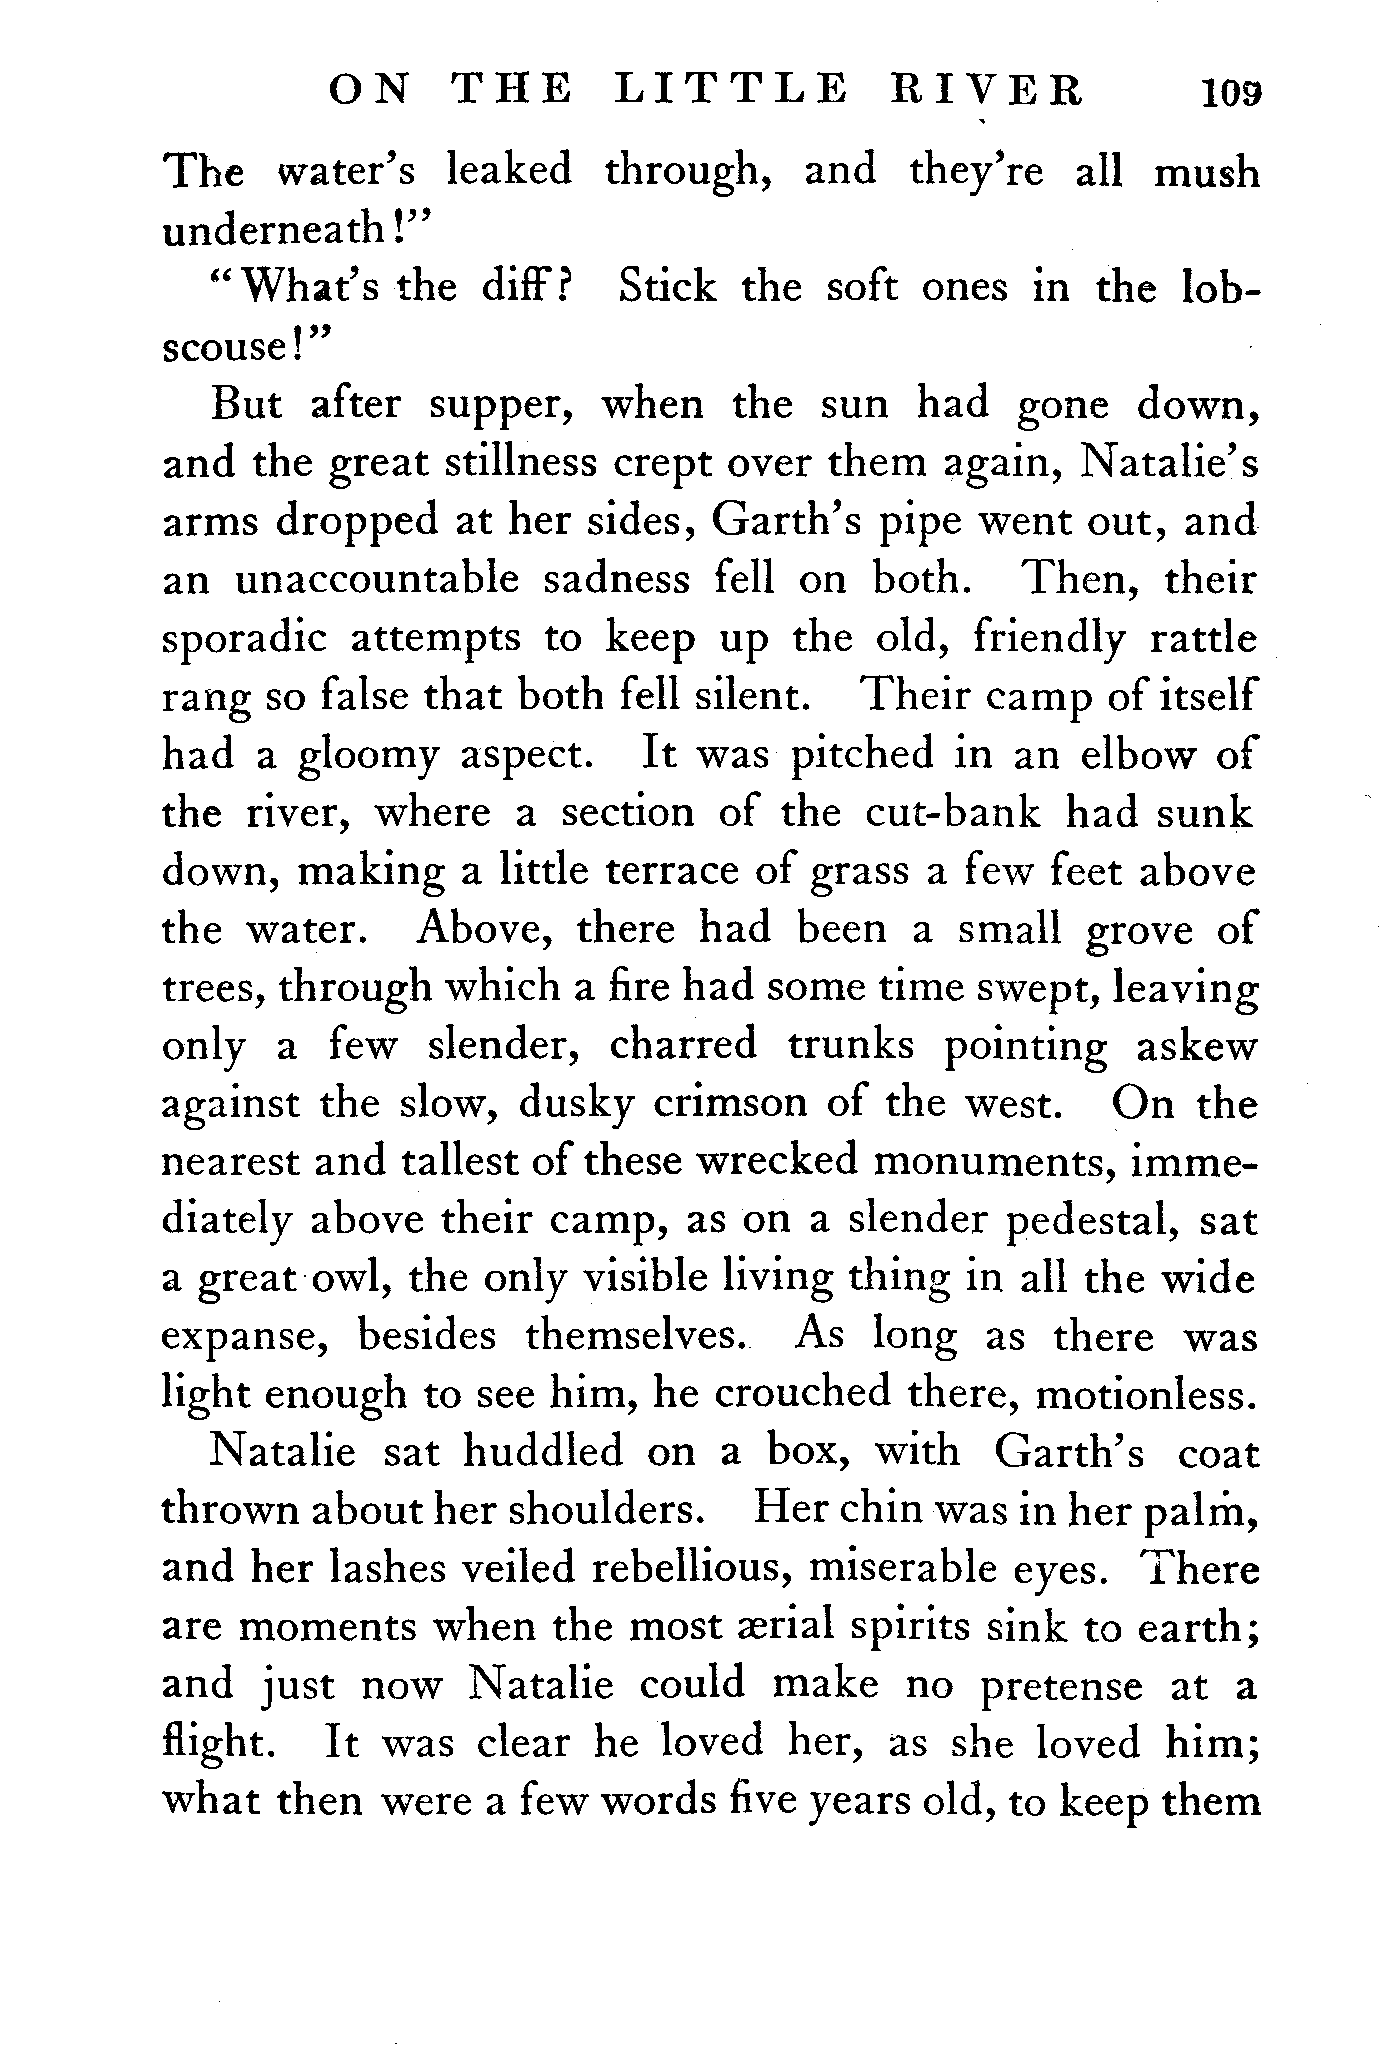 ON THE LITTLE RIVER 109
The water's leaked through, and they're all mush
underneath!"
"What's the diff? Stick the soft ones in the lob-
scouse!"
But after supper, when the sun had gone down,
and the great stillness crept over them again, Natalie's
arms dropped at her sides, Garth's pipe went out, and
an unaccountable sadness fell on both. Then, their
sporadic attempts to keep up the old, friendly rattle
rang so false that both fell silent. Their camp of itself
had a gloomy aspect. It was pitched in an elbow of
the river, where a section of the cut-bank had sunk
down, making a little terrace of grass a few feet above
the water. Above, there had been a small grove of
trees, through which a fire had some time swept, leaving
only a few slender, charred trunks pointing askew
against the slow, dusky crimson of the west. On the
nearest and tallest of these wrecked monuments, imme-
diately above their camp, as on a slender pedestal, sat
a great owl, the only visible living thing in all the wide
expanse, besides themselves. As long as there was
light enough to see him, he crouched there, motionless.
Natalie sat huddled on a box, with Garth's coat
thrown about her shoulders. Her chin was in her palm,
and her lashes veiled rebellious, miserable eyes. There
are moments when the most ærial spirits sink to earth;
and just now Natalie could make no pretense at a
flight. It was clear he loved her, as she loved him;
what then were a few words five years old, to keep them